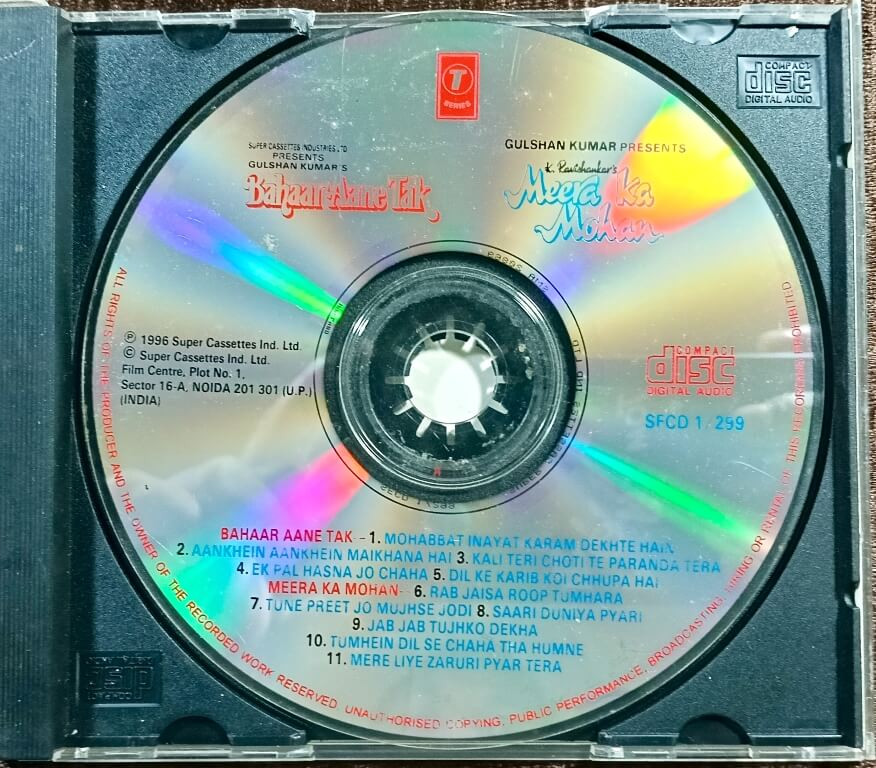 T
SERIES
COMPACT
disc
DIGITAL AUDIO
SUPER CASSETTES INDUSTRIES LTD
PRESENTS
GULSHAN KUMAR'S
Bahaar Aane Tak
GULSHAN KUMAR PRESENTS
K. Ravishankar's
Meera ka
Mohan
℗ 1996 Super Cassettes Ind. Ltd.
© Super Cassettes Ind. Ltd.
Film Centre, Plot No. 1,
Sector 16-A, NOIDA 201 301 (U.P.)
(INDIA)
COMPACT
disc
DIGITAL AUDIO
SFCD 1/299
BAHAAR AANE TAK - 1. MOHABBAT INAYAT KARAM DEKHTE HAIN
2. AANKHEIN AANKHEIN MAIKHANA HAI 3. KALI TERI CHOTI TE PARANDA TERA
4. EK PAL HASNA JO CHAHA 5. DIL KE KARIB KOI CHHUPA HAI
MEERA KA MOHAN - 6. RAB JAISA ROOP TUMHARA
7. TUNE PREET JO MUJHSE JODI 8. SAARI DUNIYA PYARI
9. JAB JAB TUJHKO DEKHA
10. TUMHEIN DIL SE CHAHA THA HUMNE
11. MERE LIYE ZARURI PYAR TERA
ALL RIGHTS OF THE PRODUCER AND THE OWNER OF THE RECORDED WORK RESERVED. UNAUTHORISED COPYING, PUBLIC PERFORMANCE, BROADCASTING, HIRING OR RENTAL OF THIS RECORDING PROHIBITED